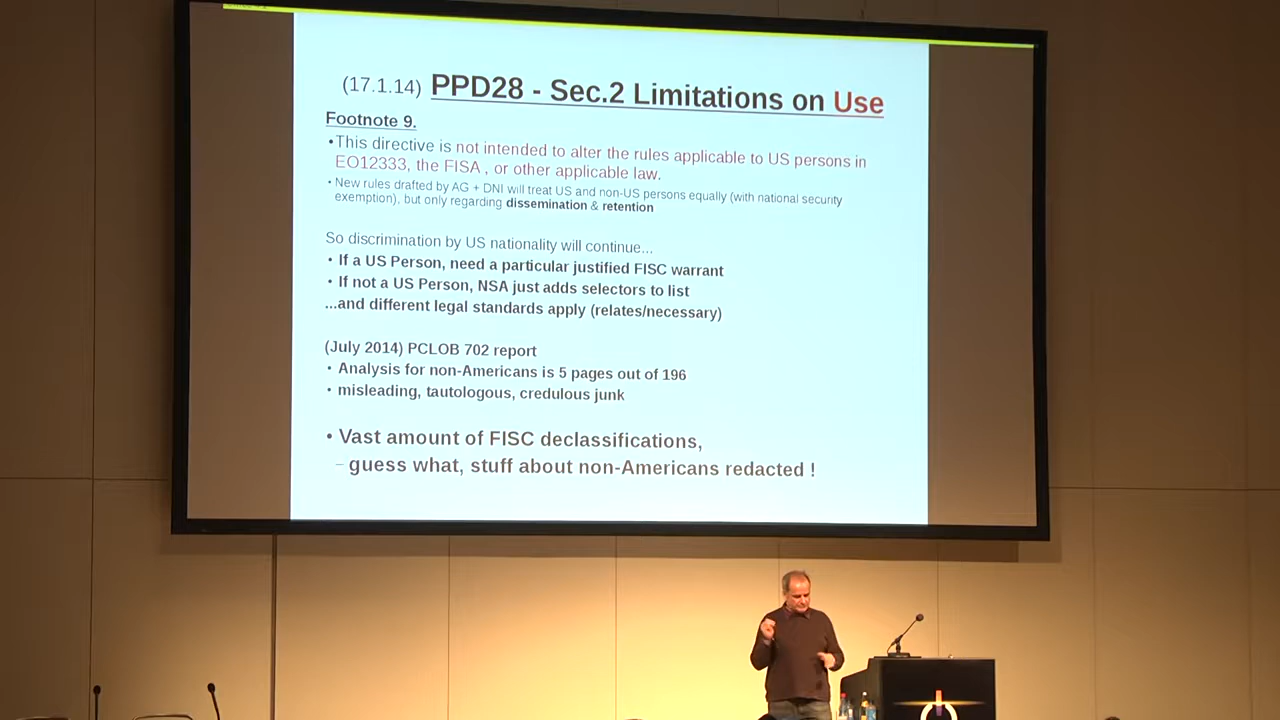 (17.1.14) PPD28 - Sec.2 Limitations on Use
Footnote 9.
•This directive is not intended to alter the rules applicable to US persons in
EO12333, the FISA , or other applicable law.
• New rules drafted by AG + DNI will treat US and non-US persons equally (with national security
exemption), but only regarding dissemination & retention
So discrimination by US nationality will continue...
• If a US Person, need a particular justified FISC warrant
• If not a US Person, NSA just adds selectors to list
...and different legal standards apply (relates/necessary)
(July 2014) PCLOB 702 report
• Analysis for non-Americans is 5 pages out of 196
• misleading, tautologous, credulous junk
• Vast amount of FISC declassifications,
– guess what, stuff about non-Americans redacted !